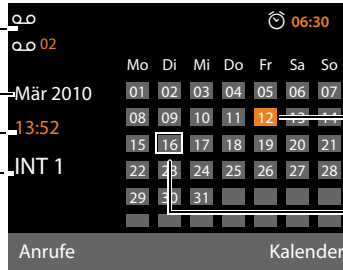 06:30
02
Mo Di Mi Do Fr Sa So
Mär 2010 01 02 03 04 05 06 07
08 09 10 11 12 13 14
13:52
15 16 17 18 19 20 21
INT 1 22 23 24 25 26 27 28
29 30 31
Anrufe Kalender